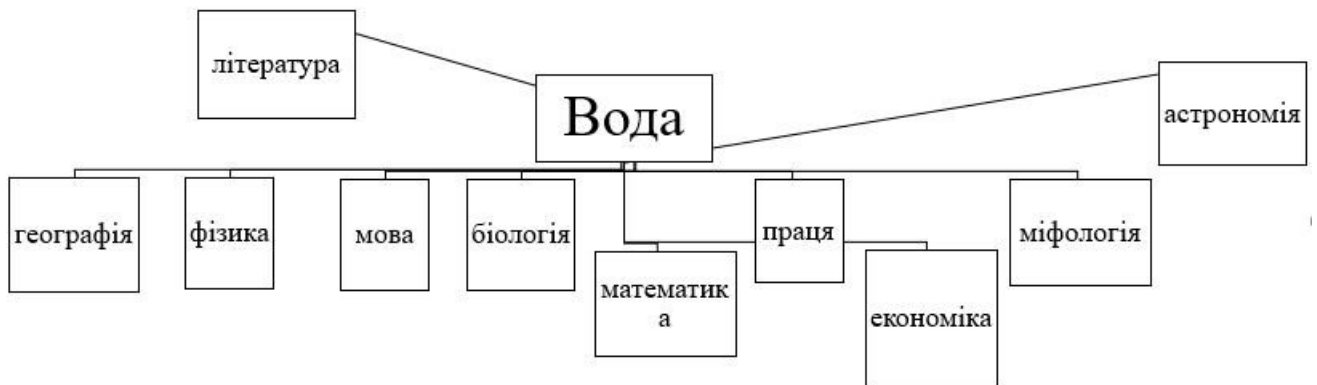 література
Вода
астрономія
географія
фізика
мова
біологія
праця
міфологія
математик
а
економіка